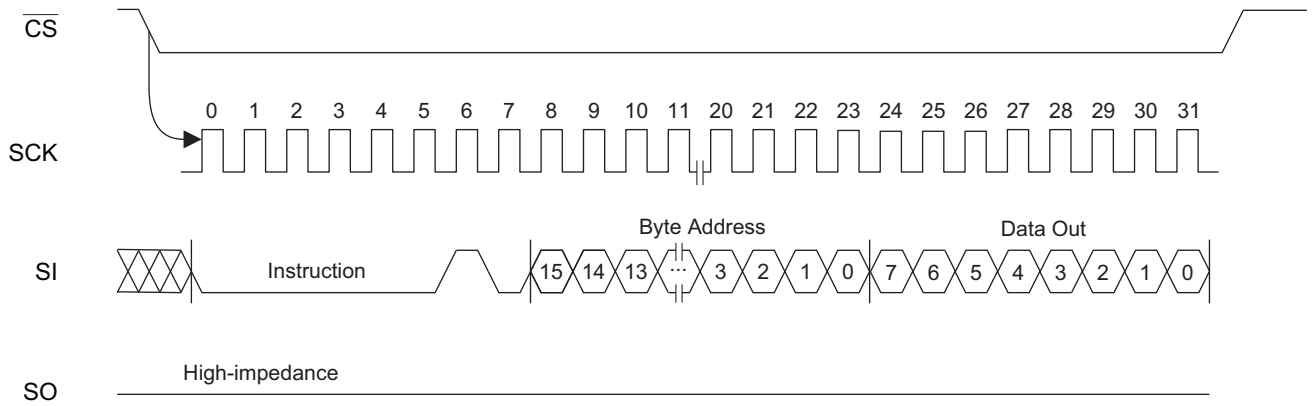 CS
0 1 2 3 4 5 6 7 8 9 10 11 20 21 22 23 24 25 26 27 28 29 30 31
SCK
Byte Address Data Out
SI Instruction 15 14 13 ... 3 2 1 0 7 6 5 4 3 2 1 0
High-impedance
SO